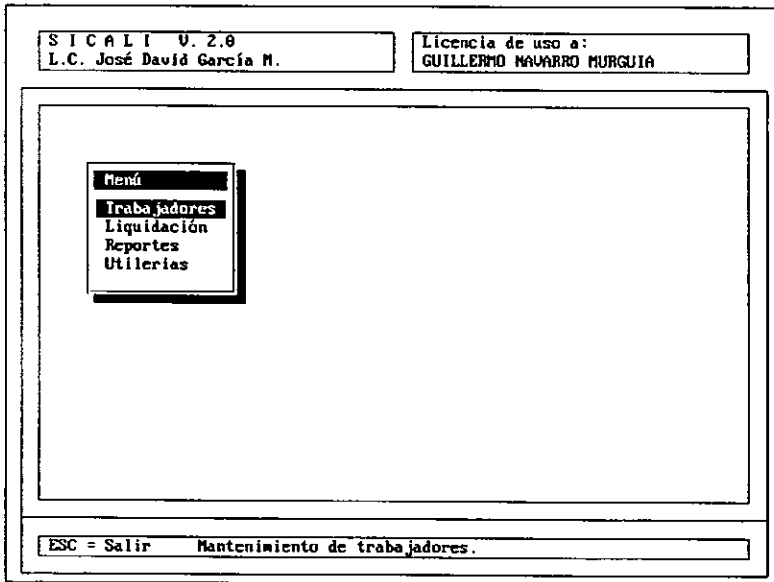 S I C A L I   V. 2.0
L.C. José David García M.
Licencia de uso a:
GUILLERMO NAVARRO MURGUIA
Menú
Trabajadores
Liquidación
Reportes
Utilerias
ESC = Salir   Mantenimiento de trabajadores.